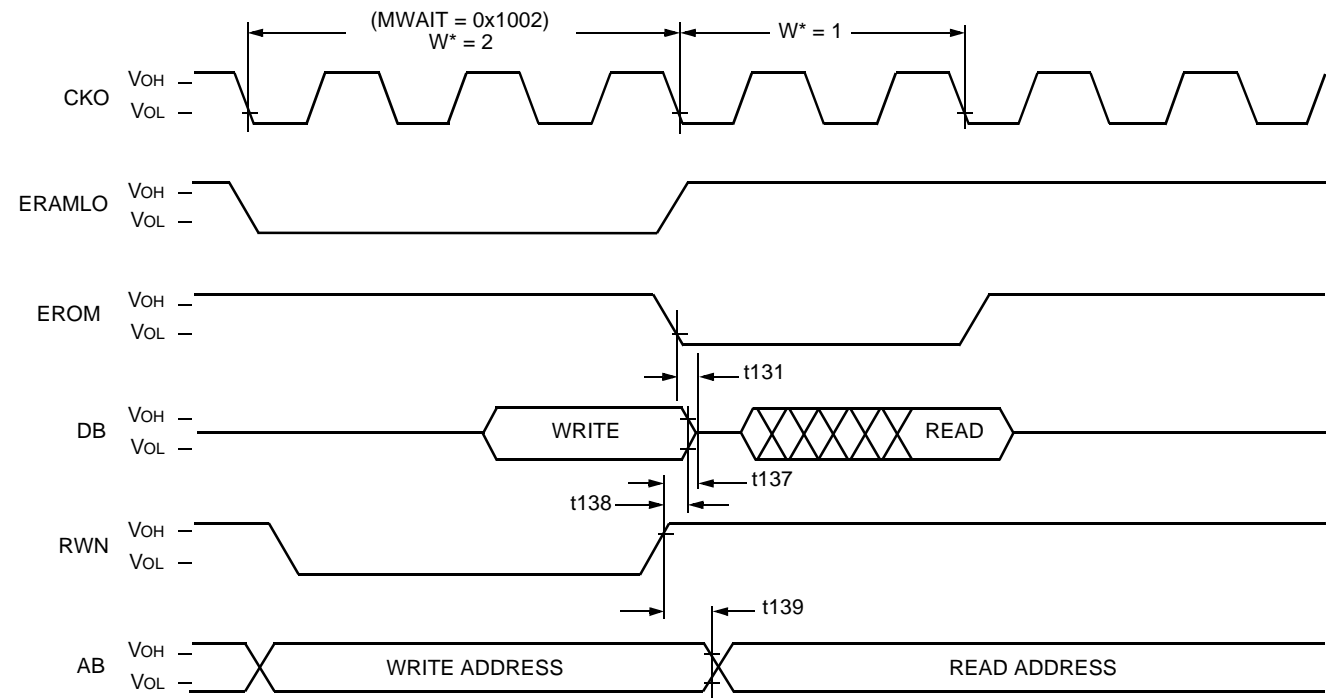 (MWAIT = 0x1002)
W* = 2
W* = 1
CKO
VOH
VOL
ERAMLO
VOH
VOL
EROM
VOH
VOL
t131
DB
VOH
VOL
WRITE
READ
t137
t138
RWN
VOH
VOL
t139
AB
VOH
VOL
WRITE ADDRESS
READ ADDRESS